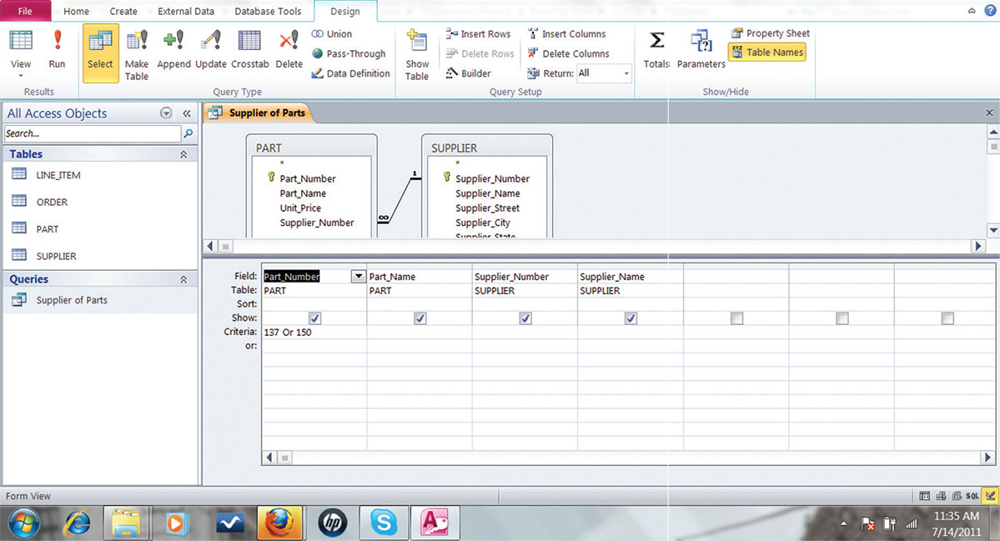 File Home Create External Data Database Tools Design
View Run Select Make Table Append Update Crosstab Delete
Union
Pass-Through
Data Definition
Show Table
Insert Rows
Delete Rows
Builder
Insert Columns
Delete Columns
Return: All
Totals Parameters
Property Sheet
XYZ Table Names
Results Query Type Query Setup Show/Hide
All Access Objects
Search...
Tables
LINE_ITEM
ORDER
PART
SUPPLIER
Queries
Supplier of Parts
Supplier of Parts
PART
*
Part_Number
Part_Name
Unit_Price
Supplier_Number
∞
1
SUPPLIER
*
Supplier_Number
Supplier_Name
Supplier_Street
Supplier_City
Supplier_State
Field: Part_Number Part_Name Supplier_Number Supplier_Name
Table: PART PART SUPPLIER SUPPLIER
Sort:
Show:
Criteria: 137 Or 150
or:
Form View
SQL
hp
S
A
11:35 AM
7/14/2011